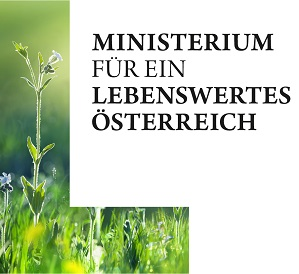 MINISTERIUM
FÜR EIN
LEBENSWERTES
ÖSTERREICH